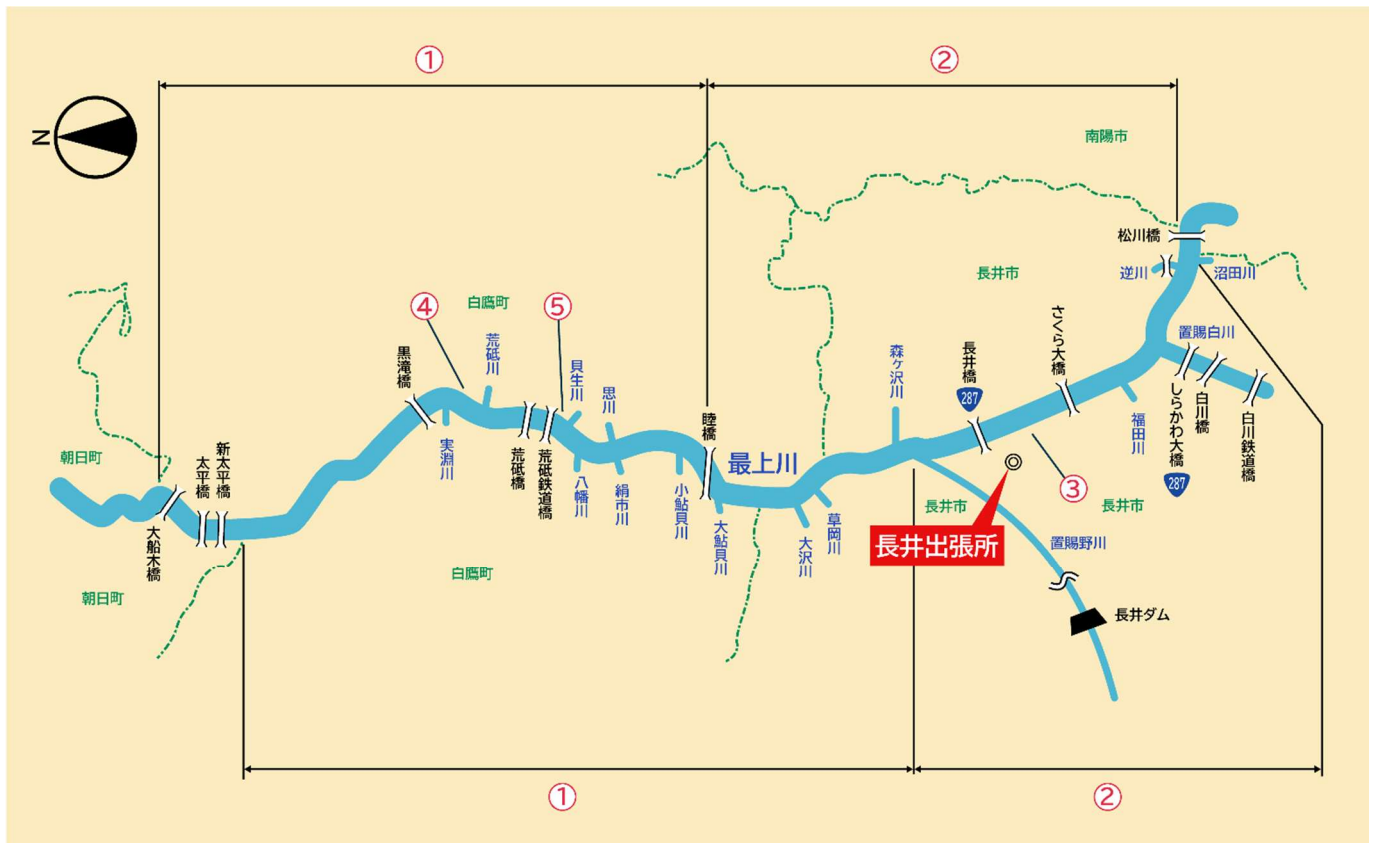 ①
②
N
南陽市
松川橋
逆川
沼田川
長井市
白鷹町
④
⑤
荒砥川
黒滝橋
貝生川
思川
睦橋
森ヶ沢川
長井橋
287
さくら大橋
置賜白川
しらかわ大橋
287
白川橋
白川鉄道橋
福田川
最上川
朝日町
新太平橋
太平橋
大船木橋
実淵川
荒砥橋
荒砥鉄道橋
八幡川
絹市川
小鮎貝川
大鮎貝川
大沢川
草岡川
③
長井市
長井市
長井出張所
置賜野川
長井ダム
白鷹町
朝日町
①
②